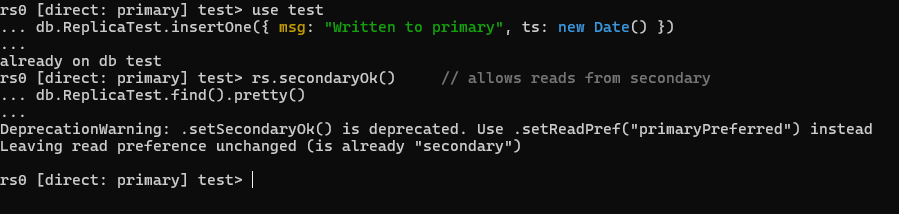 rs0 [direct: primary] test> use test
... db.ReplicaTest.insertOne({ msg: "Written to primary", ts: new Date() })
...
already on db test
rs0 [direct: primary] test> rs.secondaryOk()     // allows reads from secondary
... db.ReplicaTest.find().pretty()
...
DeprecationWarning: .setSecondaryOk() is deprecated. Use .setReadPref("primaryPreferred") instead
Leaving read preference unchanged (is already "secondary")
rs0 [direct: primary] test>